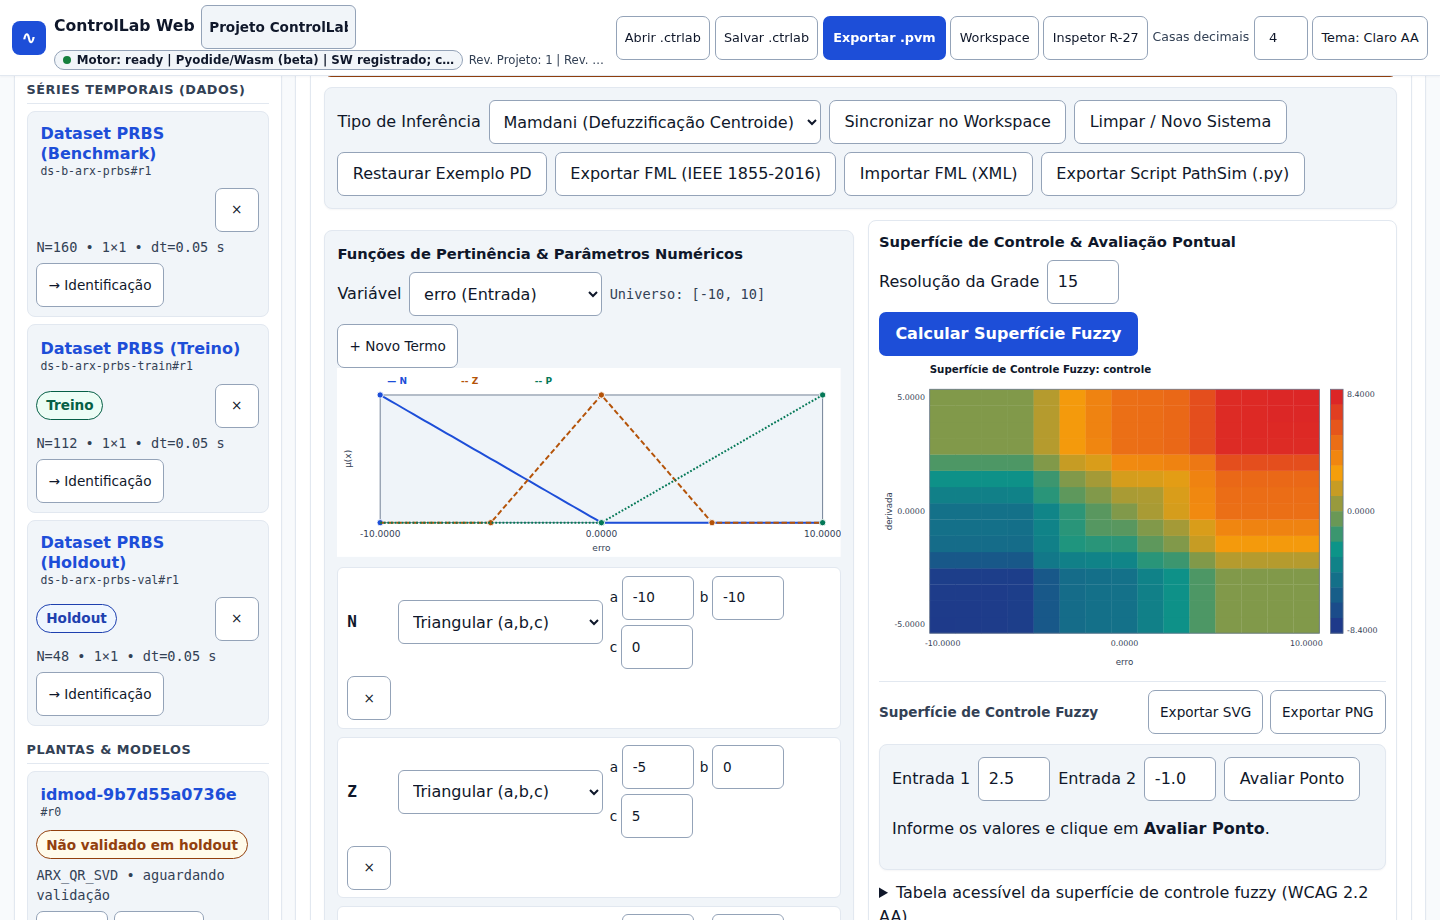 ∿
ControlLab Web
Projeto ControlLab
Motor: ready | Pyodide/Wasm (beta) | SW registrado; c…
Rev. Projeto: 1 | Rev. …
Abrir .ctrlab
Salvar .ctrlab
Exportar .pvm
Workspace
Inspetor R-27
Casas decimais
4
Tema: Claro AA
SÉRIES TEMPORAIS (DADOS)
Dataset PRBS
(Benchmark)
ds-b-arx-prbs#r1
×
N=160 • 1×1 • dt=0.05 s
→ Identificação
Dataset PRBS (Treino)
ds-b-arx-prbs-train#r1
Treino
×
N=112 • 1×1 • dt=0.05 s
→ Identificação
Dataset PRBS
(Holdout)
ds-b-arx-prbs-val#r1
Holdout
×
N=48 • 1×1 • dt=0.05 s
→ Identificação
PLANTAS & MODELOS
idmod-9b7d55a0736e
#r0
Não validado em holdout
ARX_QR_SVD • aguardando
validação
Tipo de Inferência
Mamdani (Defuzzificação Centroide)
Sincronizar no Workspace
Limpar / Novo Sistema
Restaurar Exemplo PD
Exportar FML (IEEE 1855-2016)
Importar FML (XML)
Exportar Script PathSim (.py)
Funções de Pertinência & Parâmetros Numéricos
Variável
erro (Entrada)
Universo: [-10, 10]
+ Novo Termo
— N
-- Z
-- P
μ(x)
-10.0000
0.0000
10.0000
erro
N
Triangular (a,b,c)
a
-10
b
-10
c
0
×
Z
Triangular (a,b,c)
a
-5
b
0
c
5
×
Superfície de Controle & Avaliação Pontual
Resolução da Grade
15
Calcular Superfície Fuzzy
Superfície de Controle Fuzzy: controle
5.0000
0.0000
-5.0000
derivada
-10.0000
0.0000
10.0000
erro
8.4000
0.0000
-8.4000
Superfície de Controle Fuzzy
Exportar SVG
Exportar PNG
Entrada 1
2.5
Entrada 2
-1.0
Avaliar Ponto
Informe os valores e clique em Avaliar Ponto.
▶ Tabela acessível da superfície de controle fuzzy (WCAG 2.2
AA)